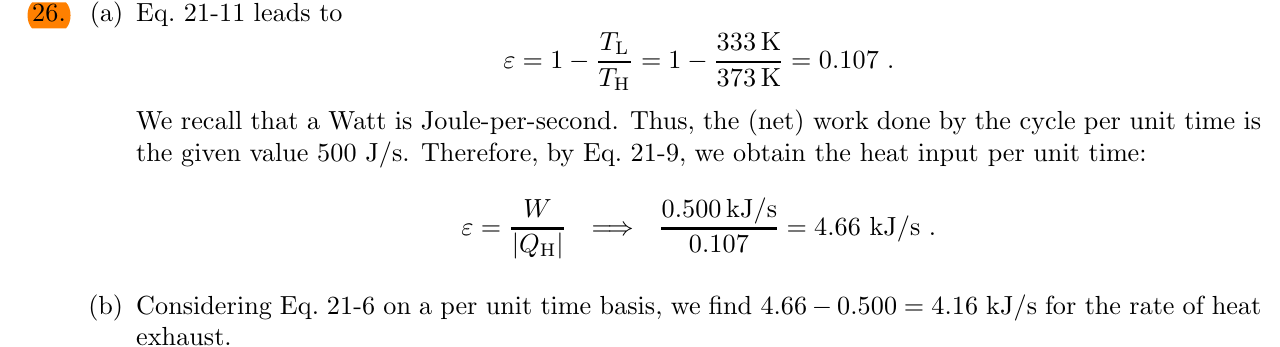 26. (a) Eq. 21-11 leads to
ε = 1 − T_L/T_H = 1 − 333 K/373 K = 0.107 .
We recall that a Watt is Joule-per-second. Thus, the (net) work done by the cycle per unit time is
the given value 500 J/s. Therefore, by Eq. 21-9, we obtain the heat input per unit time:
ε = W/|Q_H| ⟹ 0.500 kJ/s/0.107 = 4.66 kJ/s .
(b) Considering Eq. 21-6 on a per unit time basis, we find 4.66 − 0.500 = 4.16 kJ/s for the rate of heat
exhaust.